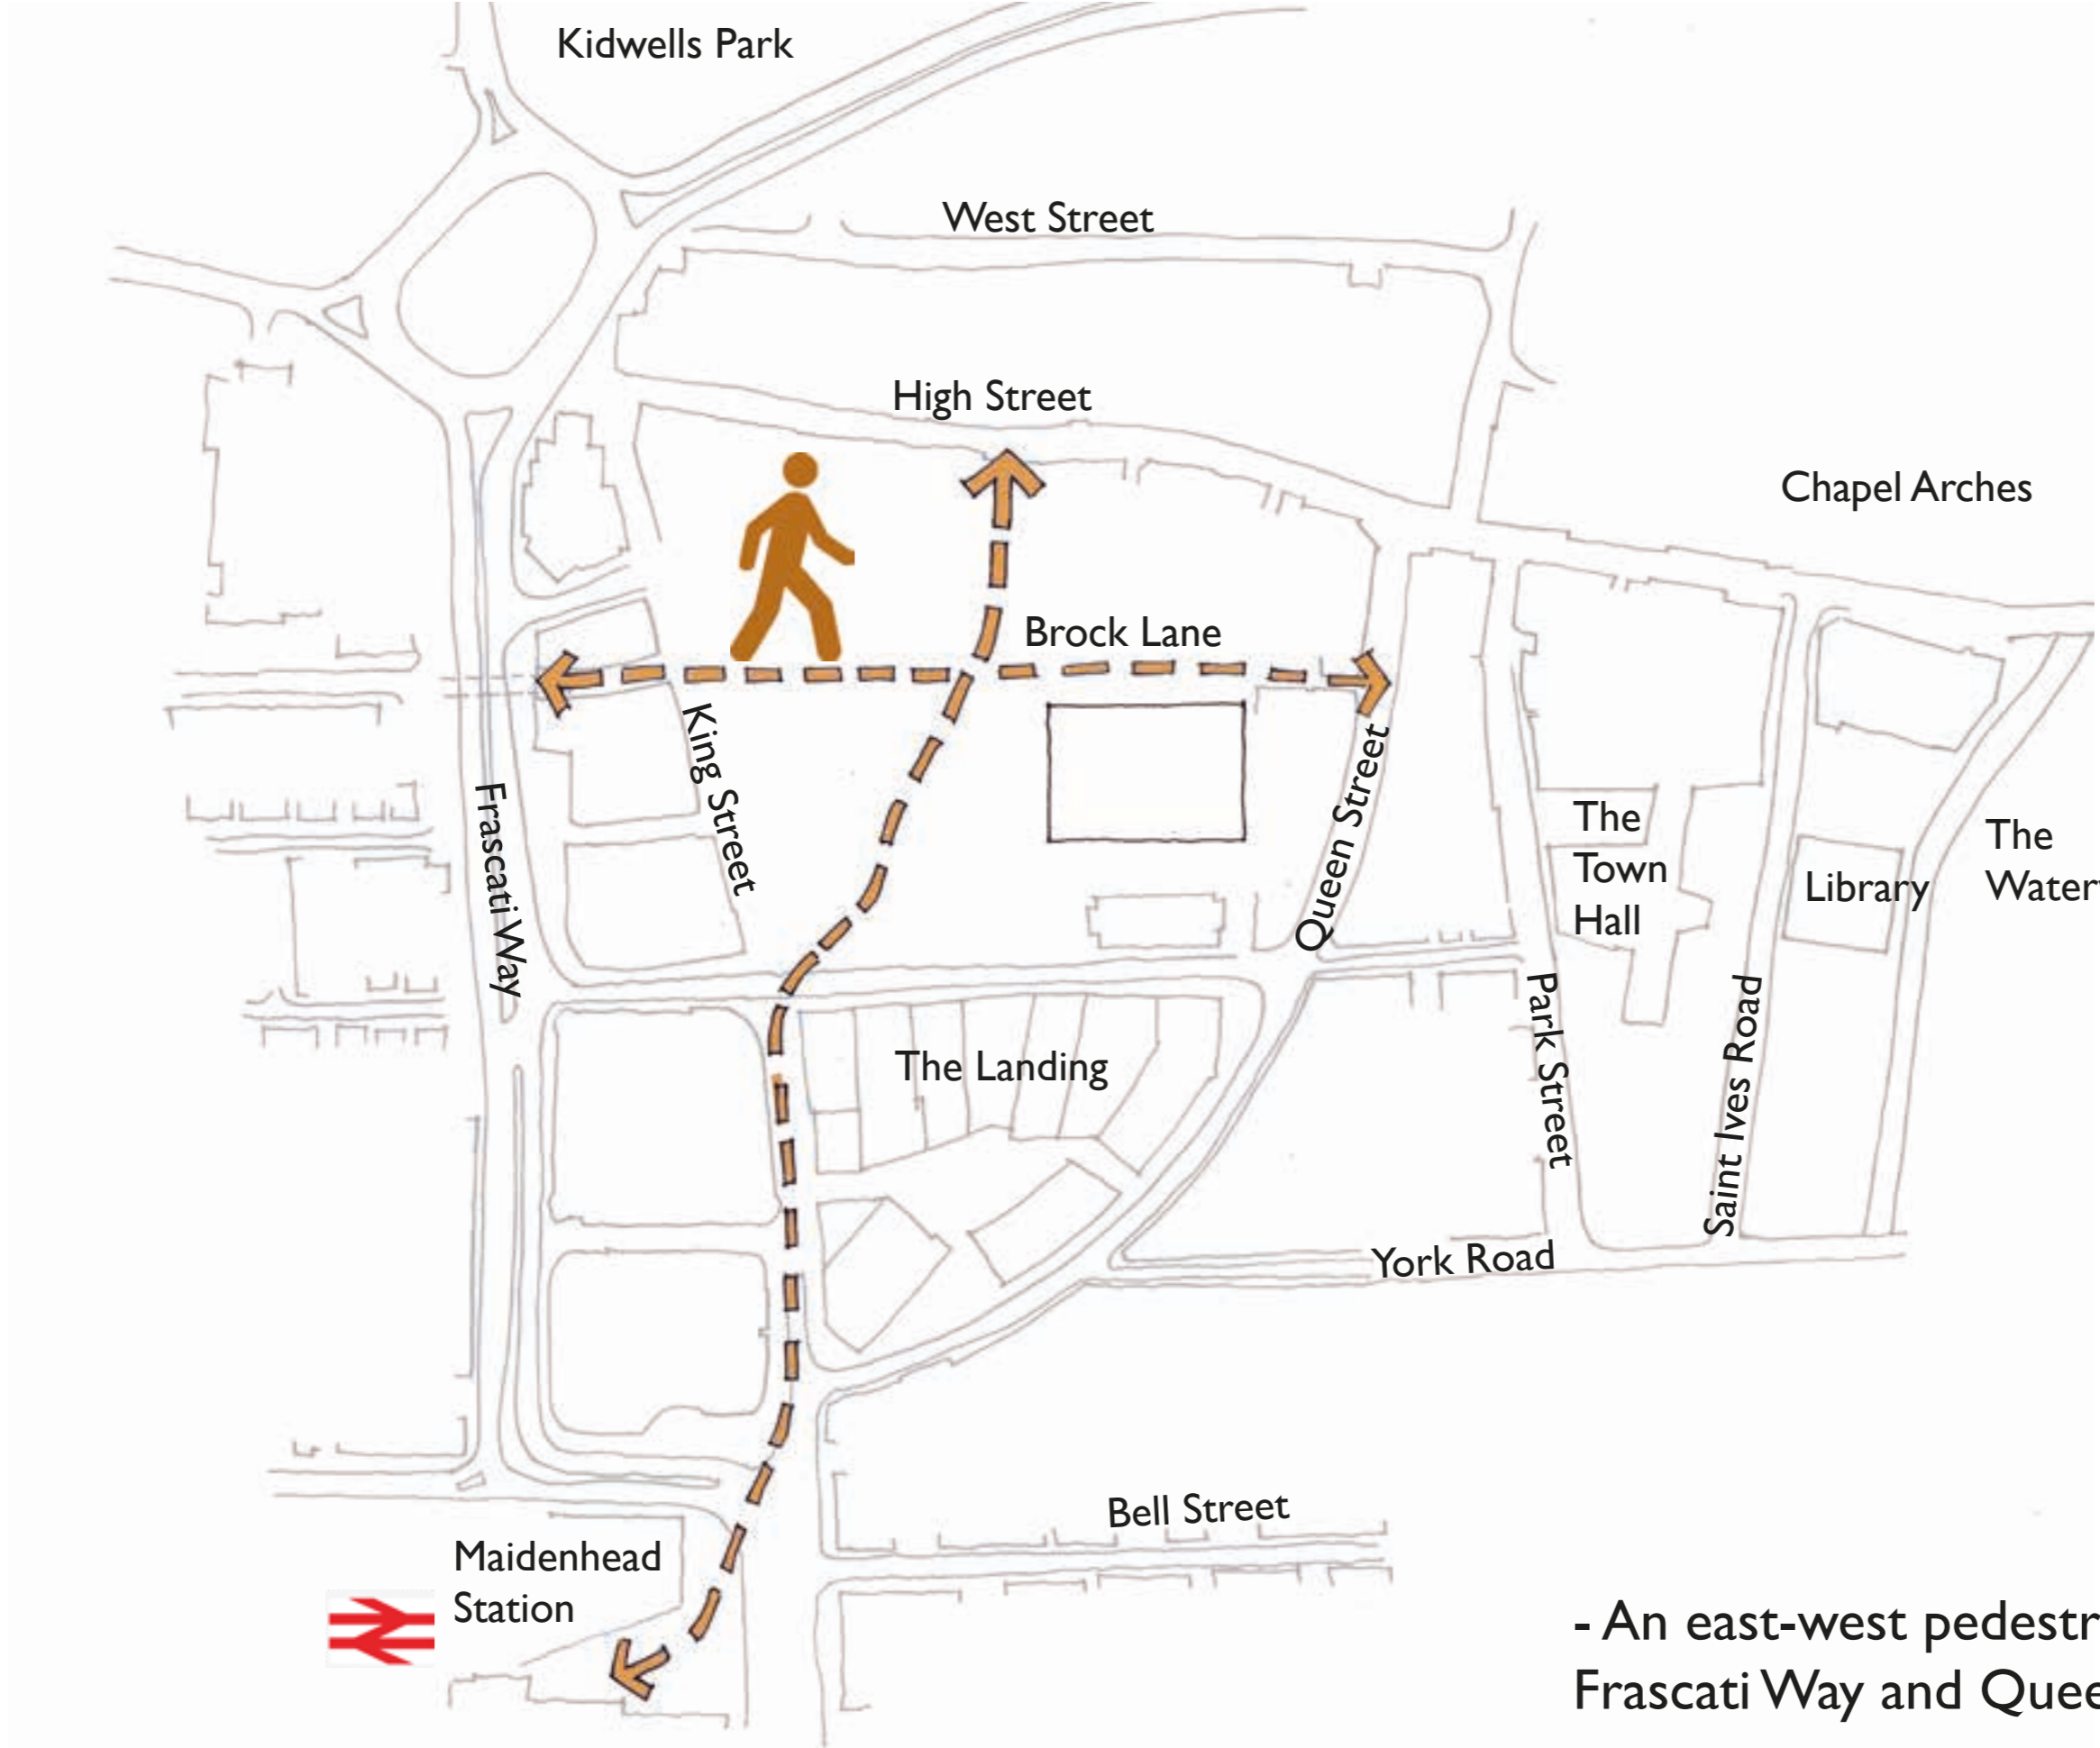 Kidwells Park
West Street
High Street
Chapel Arches
Brock Lane
King Street
Frascati Way
Queen Street
The
Town
Hall
Library
The
Water
Park Street
Saint Ives Road
The Landing
York Road
Bell Street
Maidenhead
Station
- An east-west pedestr
Frascati Way and Quee